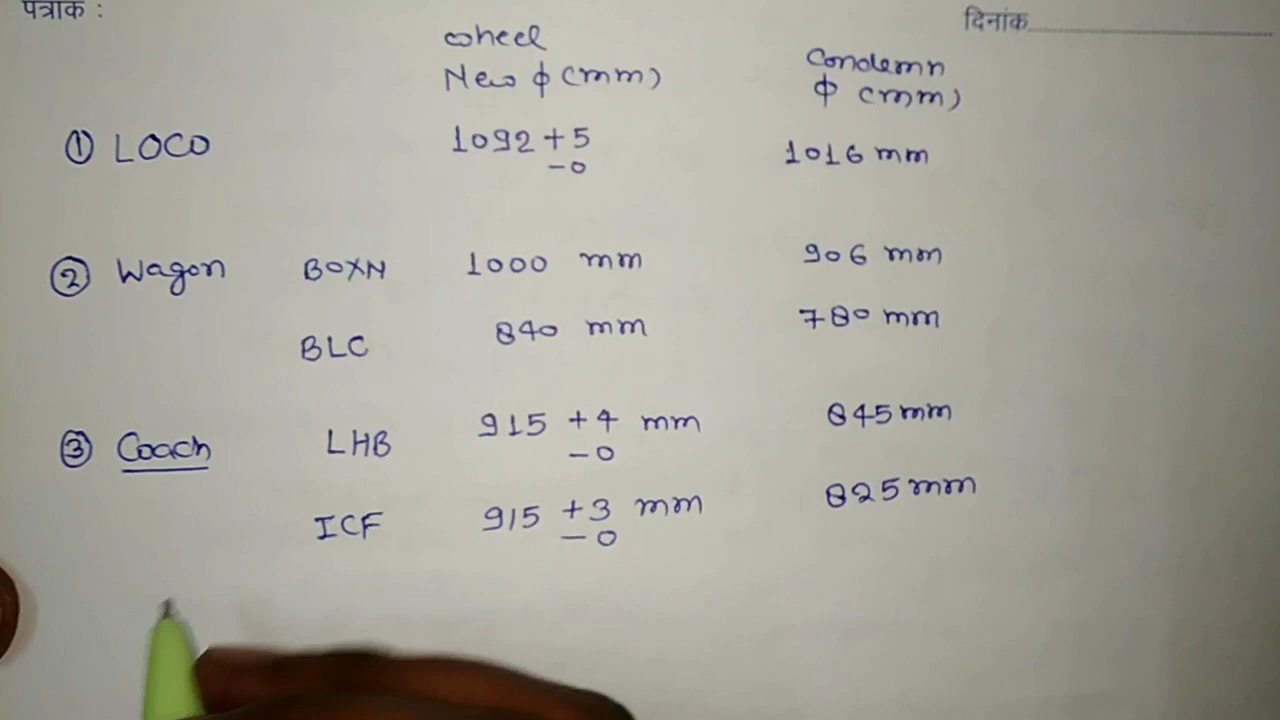 पत्रांक :
दिनांक
wheel
New ϕ (mm)
Condemn
ϕ (mm)
① LOCO 1092 +5 1016 mm
-0
② Wagon BOXN 1000 mm 906 mm
BLC 840 mm 780 mm
③ Coach LHB 915 +4 mm 845 mm
-0
ICF 915 +3 mm 825 mm
-0